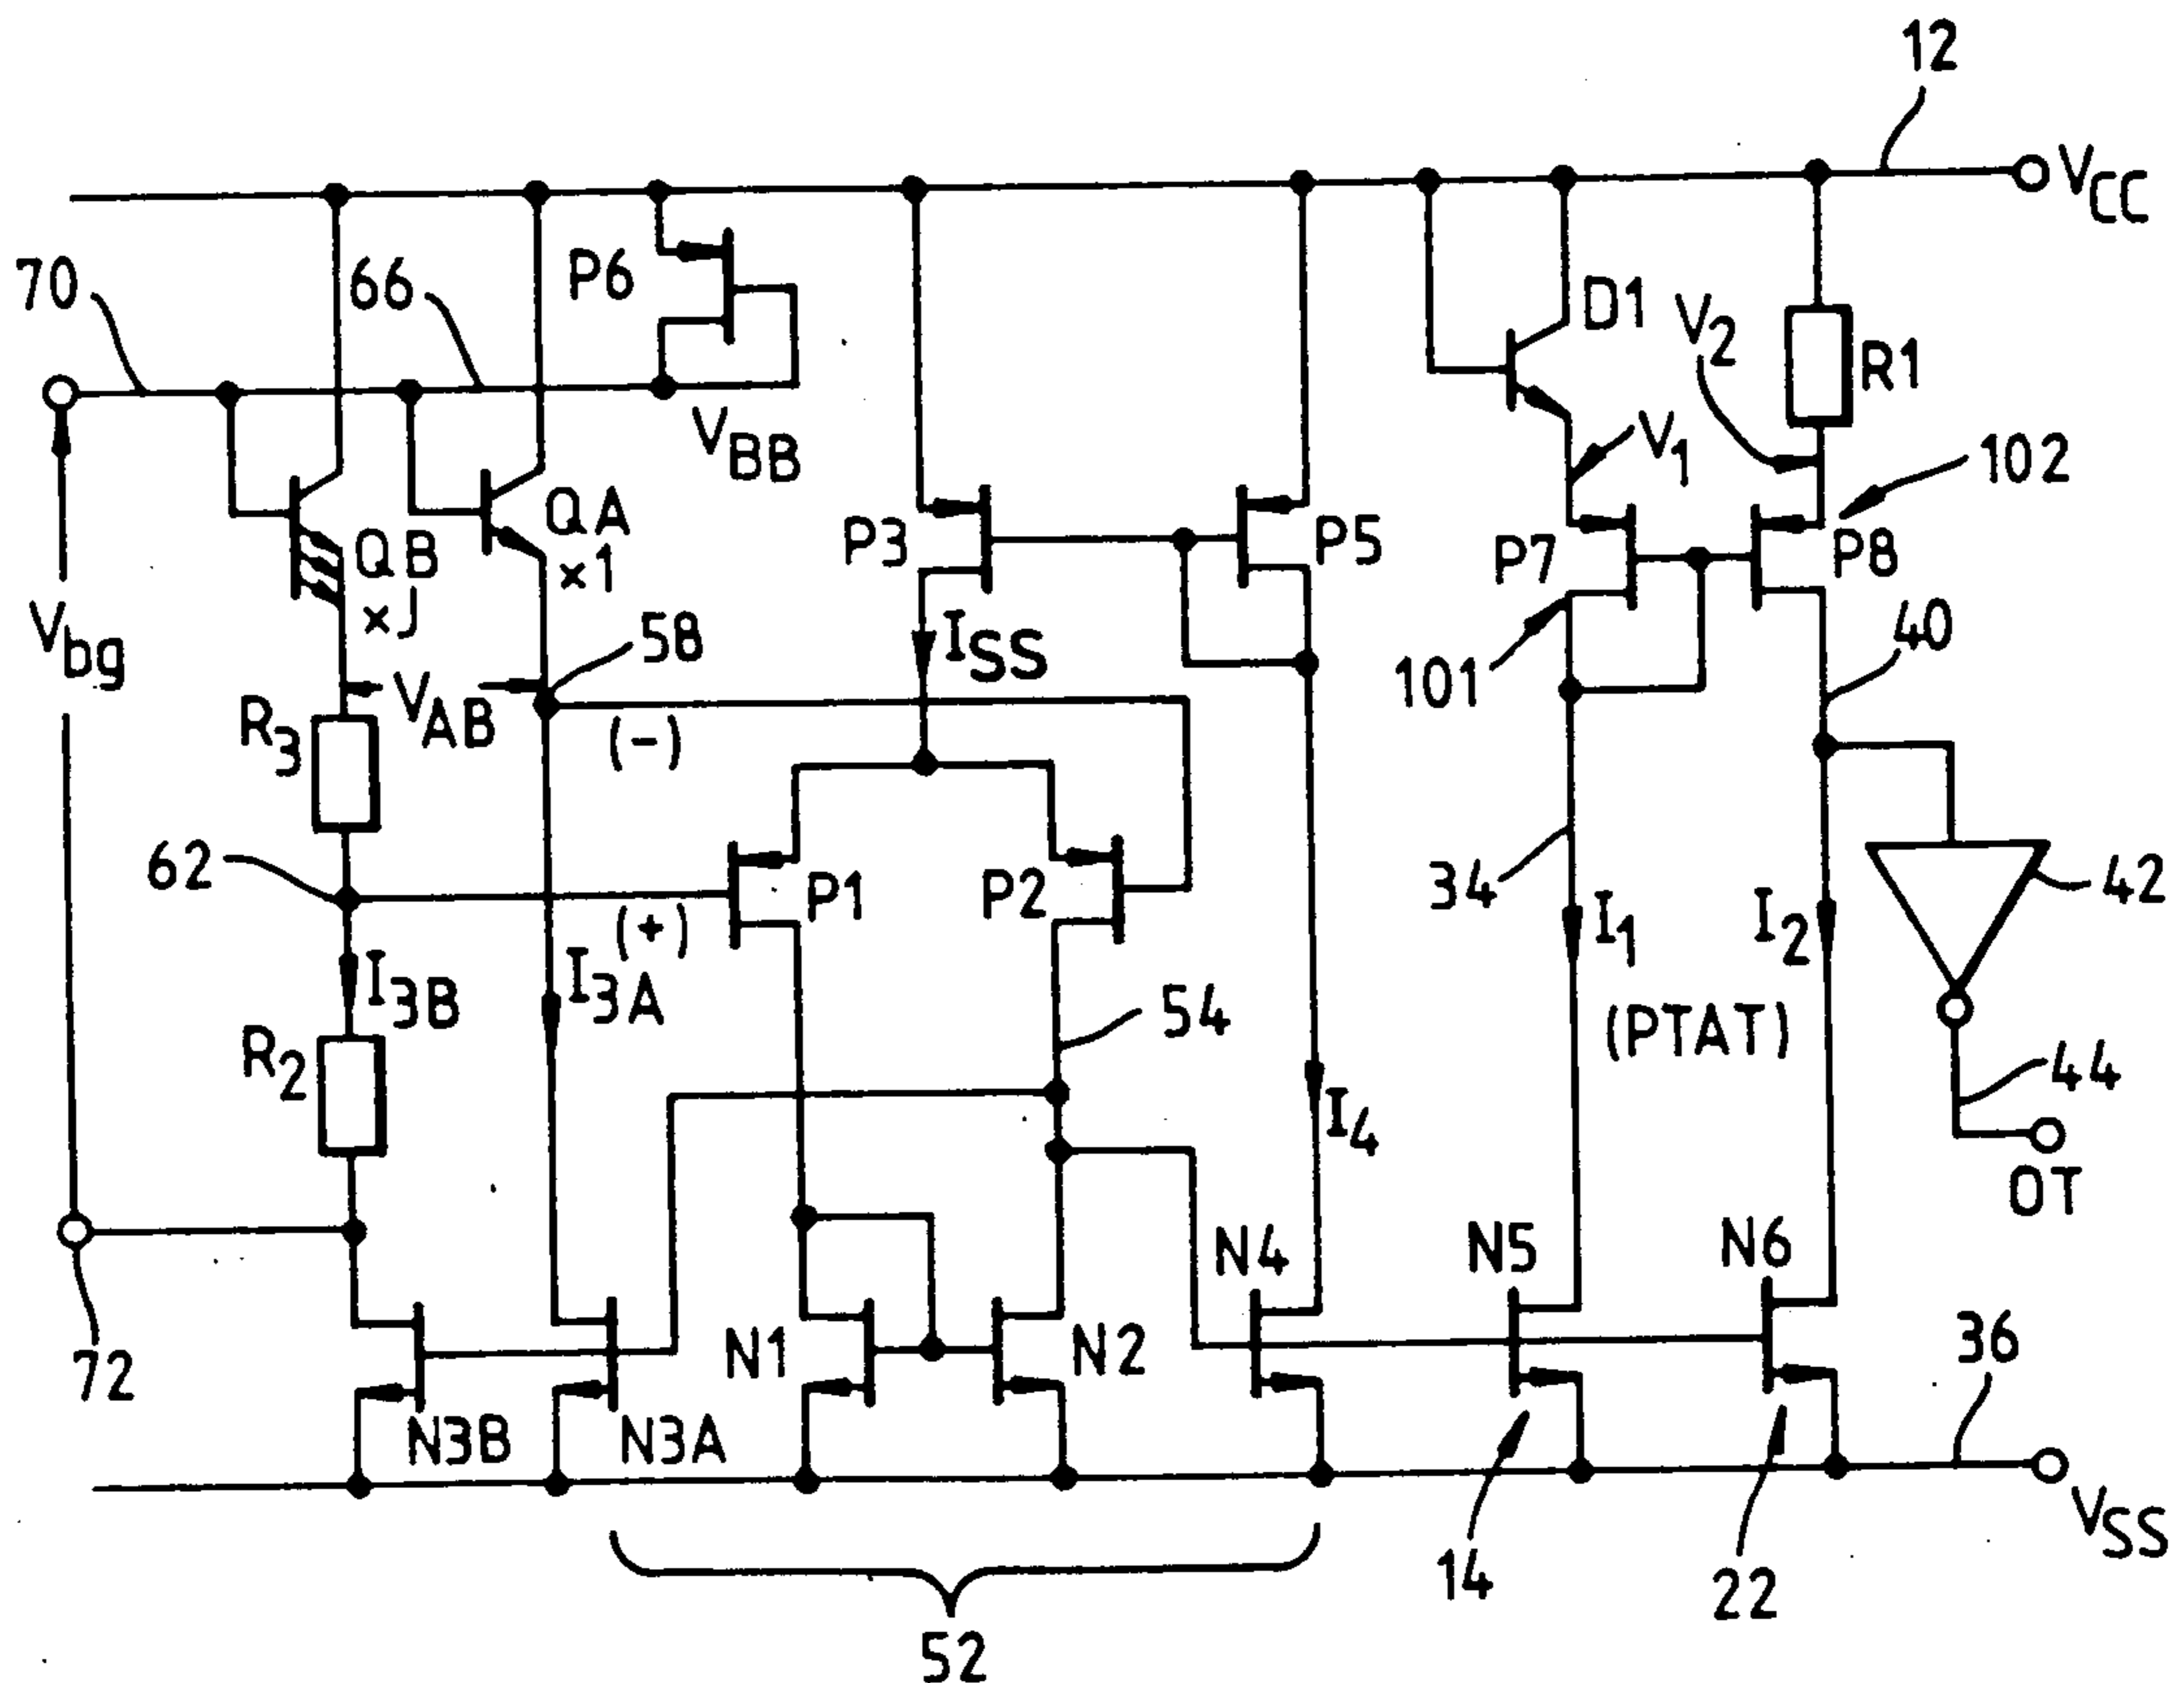 12
VCC
70
66
P6
D1
V2
R1
VBB
V1
102
QA
x1
QB
xJ
P3
P5
P7
P8
Vbg
58
ISS
101
40
VAB
R3
(-)
62
P1
P2
34
I1
I2
42
(+)
I3B
I3A
(PTAT)
54
R2
44
I4
OT
N4
N5
N6
72
N1
N2
36
N3B
N3A
VSS
14
22
52